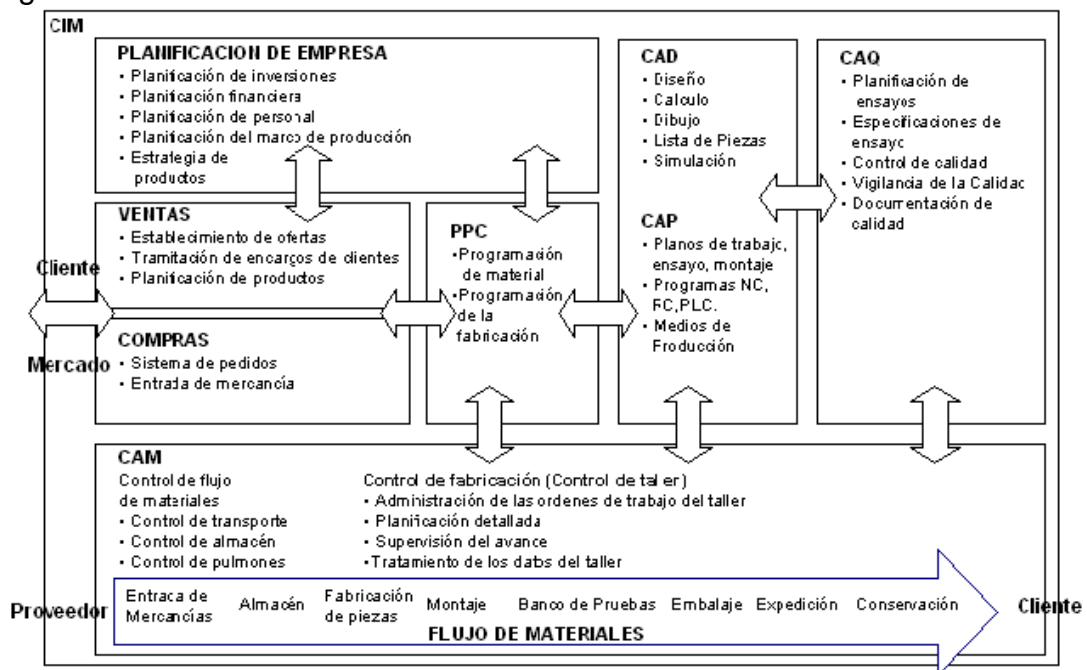 CIM
PLANIFICACION DE EMPRESA
• Planificación de inversiones
• Planificación financiera
• Planificación de personal
• Planificación del marco de producción
• Estrategia de
productos
VENTAS
• Establecimiento de ofertas
• Tramitación de encargos de clientes
• Planificación de productos
Cliente
Mercado
COMPRAS
• Sistema de pedidos
• Entrada de mercancía
PPC
•Programación
de material
•Programación
de la
fabricación
CAD
• Diseño
• Calculo
• Dibujo
• Lista de Piezas
• Simulación
CAP
• Planos de trabajo,
ensayo, montaje
• Programas NC,
RC,PLC.
• Medios de
Producción
CAQ
• Planificación de
ensayos
• Especificaciones de
ensayo
• Control de calidad
• Vigilancia de la Calidad
• Documentación de
calidad
CAM
Control de flujo
de materiales
• Control de transporte
• Control de almacén
• Control de pulmones
Control de fabricación (Control de taller)
• Administración de las ordenes de trabajo del taller
• Planificación detallada
• Supervisión del avance
•Tratamiento de los datos del taller
Proveedor
Entrada de
Mercancías
Almacén
Fabricación
de piezas
Montaje
Banco de Pruebas
Embalaje
Expedición
Conservación
Cliente
FLUJO DE MATERIALES